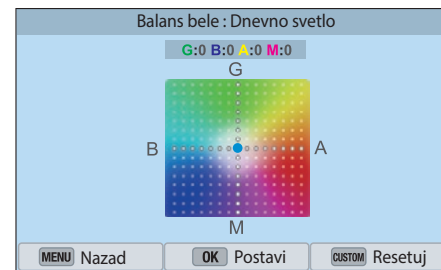 Balans bele : Dnevno svetlo
G:0 B:0 A:0 M:0
G
B A
M
MENU Nazad OK Postavi CUSTOM Resetuj